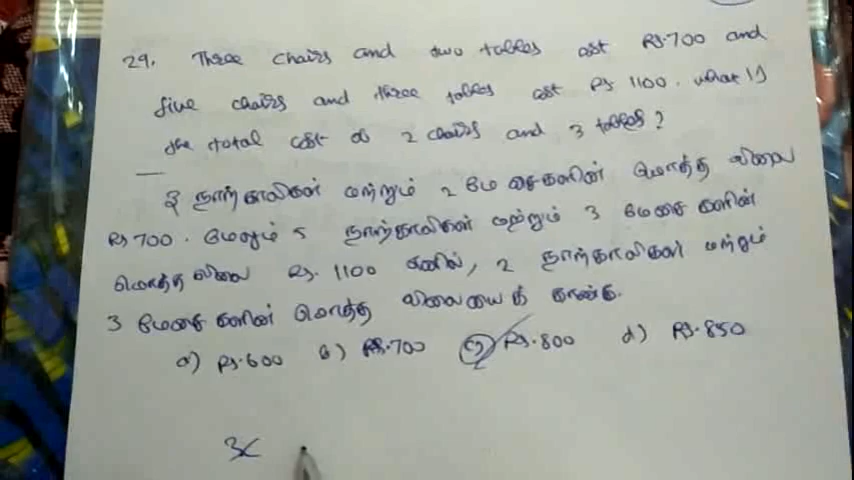 29. Three chairs and two tables cost Rs.700 and
five chairs and three tables cost Rs 1100. what is
the total cost of 2 chairs and 3 tables?
3 நாற்காலிகள் மற்றும் 2 மேசைகளின் மொத்த விலை
Rs 700. மேலும் 5 நாற்காலிகள் மற்றும் 3 மேசைகளின்
மொத்த விலை Rs. 1100 எனில், 2 நாற்காலிகள் மற்றும்
3 மேசைகளின் மொத்த விலையைக் காண்க.
a) Rs.600 b) Rs.700 c) Rs.800 d) Rs.850
3c